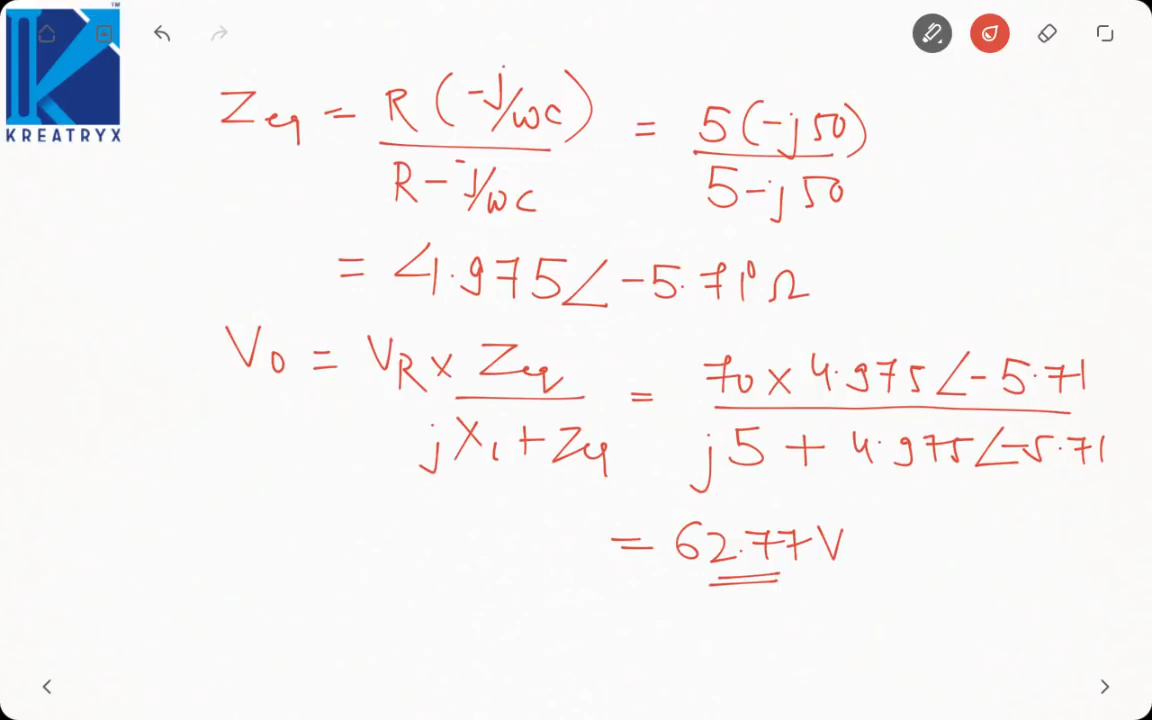 TM
KREATRYX
Zeq = R (-j/ωC) / R - j/ωC = 5(-j50) / 5-j50
= 4.975∠-5.71° Ω
V0 = VR × Zeq / jX1 + Zeq = 70 × 4.975∠-5.71 / j5 + 4.975∠-5.71
= 62.77V